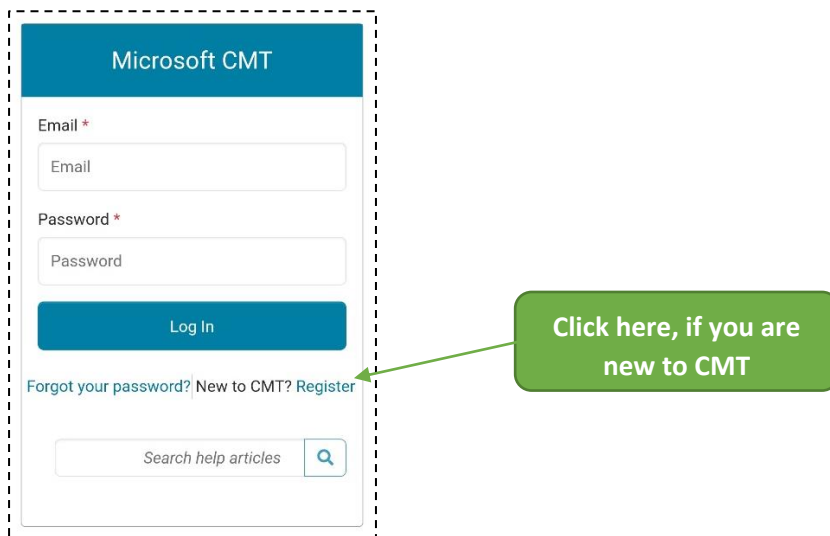 Microsoft CMT
Email *
Email
Password *
Password
Log In
Forgot your password? New to CMT? Register
Click here, if you are
new to CMT
Search help articles